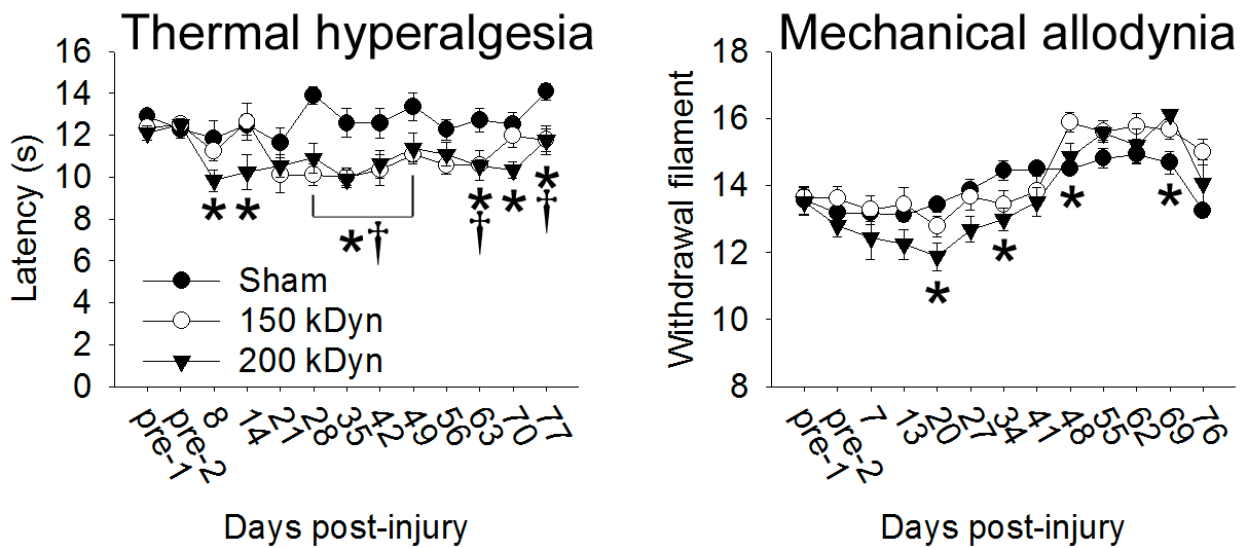 Thermal hyperalgesia
Latency (s)
16
14
12
10
8
6
4
2
0
* * * † * ‡ * * ‡
Sham
150 kDyn
200 kDyn
pre-1 pre-2 8 14 21 28 35 42 49 56 63 70 77
Days post-injury
Mechanical allodynia
Withdrawal filament
18
16
14
12
10
8
* * * *
pre-1 pre-2 7 13 20 27 34 41 48 55 62 69 76
Days post-injury